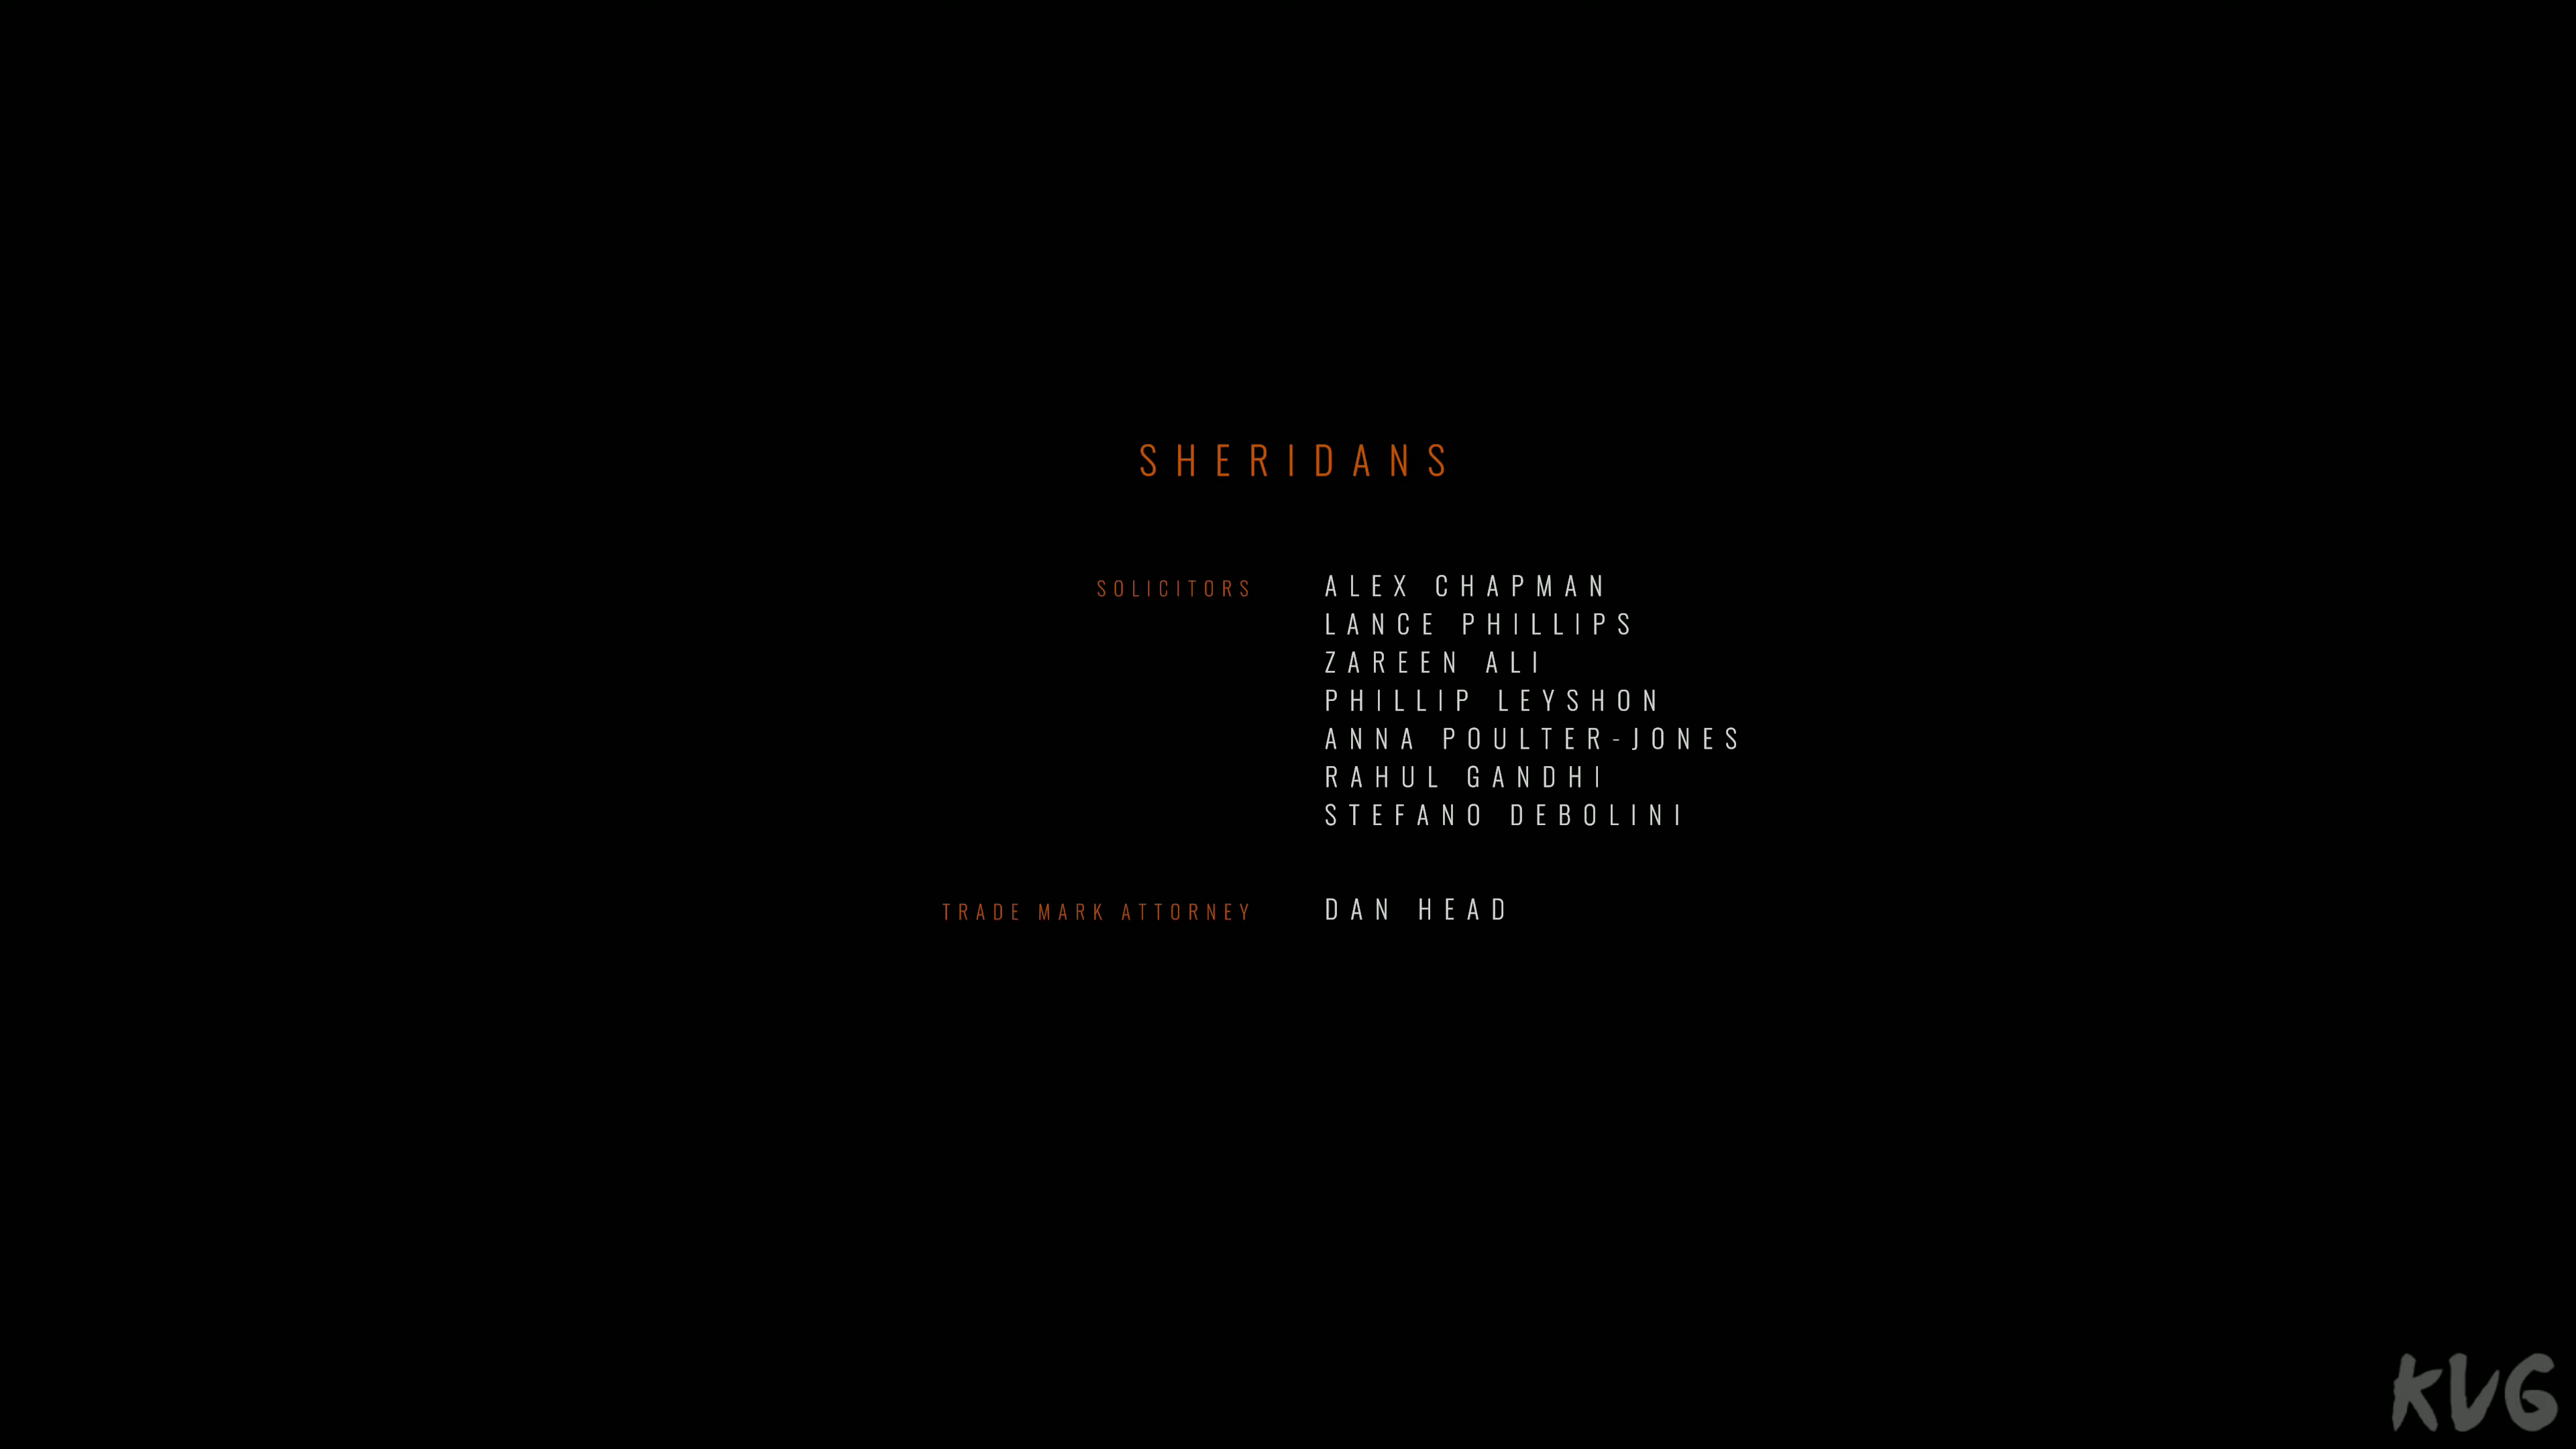 SHERIDANS
SOLICITORS ALEX CHAPMAN
LANCE PHILLIPS
ZAREEN ALI
PHILLIP LEYSHON
ANNA POULTER-JONES
RAHUL GANDHI
STEFANO DEBOLINI
TRADE MARK ATTORNEY DAN HEAD
KVG